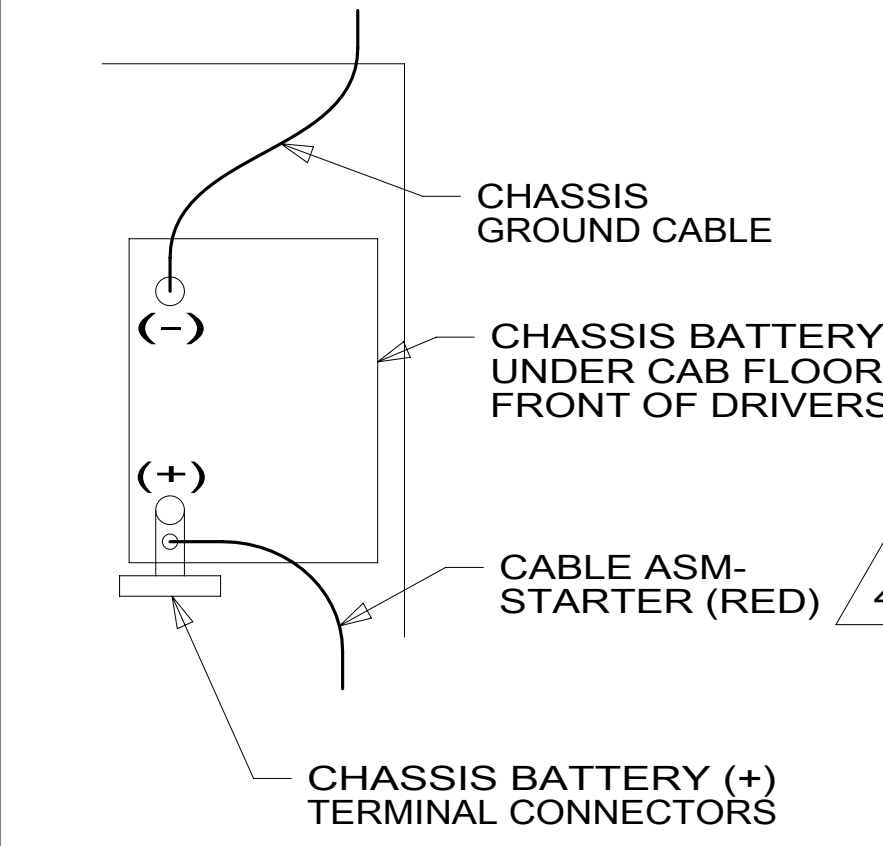 CHASSIS
GROUND CABLE
(-)
CHASSIS BATTERY
UNDER CAB FLOOR
FRONT OF DRIVERS
(+)
CABLE ASM-
STARTER (RED)
4
CHASSIS BATTERY (+)
TERMINAL CONNECTORS